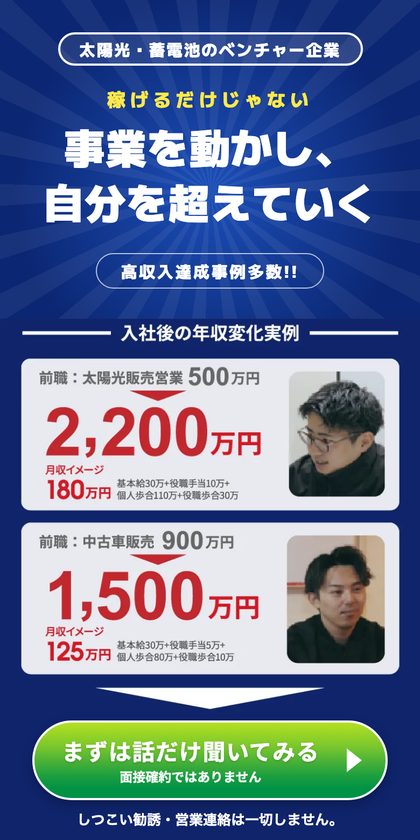 太陽光・蓄電池のベンチャー企業
稼げるだけじゃない
事業を動かし、
自分を超えていく
高収入達成事例多数!!
入社後の年収変化実例
前職：太陽光販売営業 500万円
2,200万円
月収イメージ
180万円
基本給30万+役職手当10万+
個人歩合110万+役職歩合30万
前職：中古車販売 900万円
1,500万円
月収イメージ
125万円
基本給30万+役職手当5万+
個人歩合80万+役職歩合10万
まずは話だけ聞いてみる
面接確約ではありません
しつこい勧誘・営業連絡は一切しません。